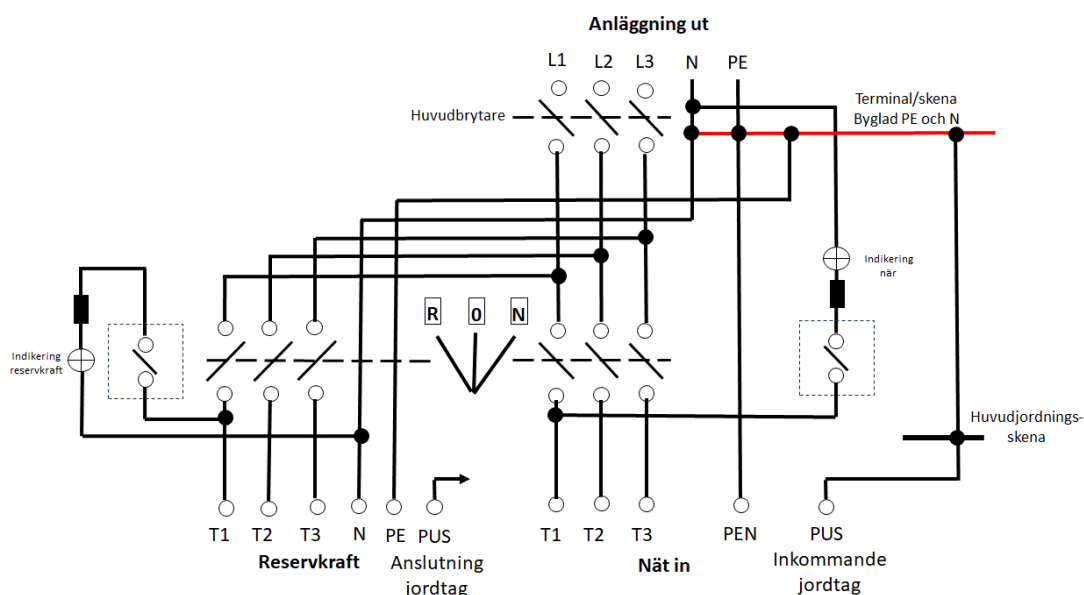 Anläggning ut
L1 L2 L3 N PE
Huvudbrytare
Terminal/skena
Byglad PE och N
Indikering
när
R 0 N
Indikering
reservkraft
Huvudjordnings-
skena
T1 T2 T3 N PE PUS T1 T2 T3 PEN PUS
Reservkraft
Anslutning
jordtag
Nät in
Inkommande
jordtag